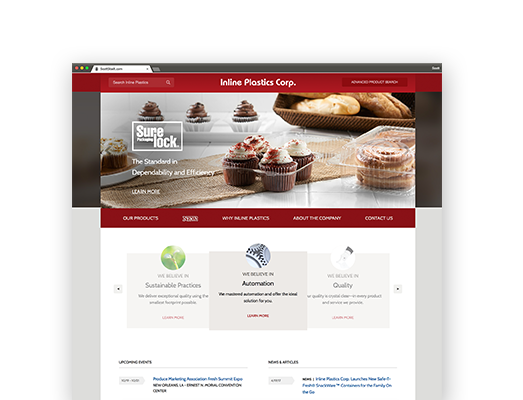 Search Inline Plastics
Inline Plastics Corp.
ADVANCED PRODUCT SEARCH
Sure
Packaging
lock.
The Standard in
Dependability and Efficiency
LEARN MORE
OUR PRODUCTS
NEW
WHY INLINE PLASTICS
ABOUT THE COMPANY
CONTACT US
WE BELIEVE IN
Sustainable Practices
We deliver exceptional quality using the
smallest footprint possible.
LEARN MORE
WE BELIEVE IN
Automation
We mastered automation and offer the ideal
solution for you.
LEARN MORE
WE BELIEVE IN
Quality
quality is crystal clear—in every product
and service we provide.
LEARN MORE
UPCOMING EVENTS
Produce Marketing Association Fresh Summit Expo
NEW ORLEANS, LA - ERNEST N. MORIAL CONVENTION
CENTER
NEWS & ARTICLES
NEWS | Inline Plastics Corp. Launches New Safe-T-
Fresh® SnackWare™ Containers for the Family On
the Go